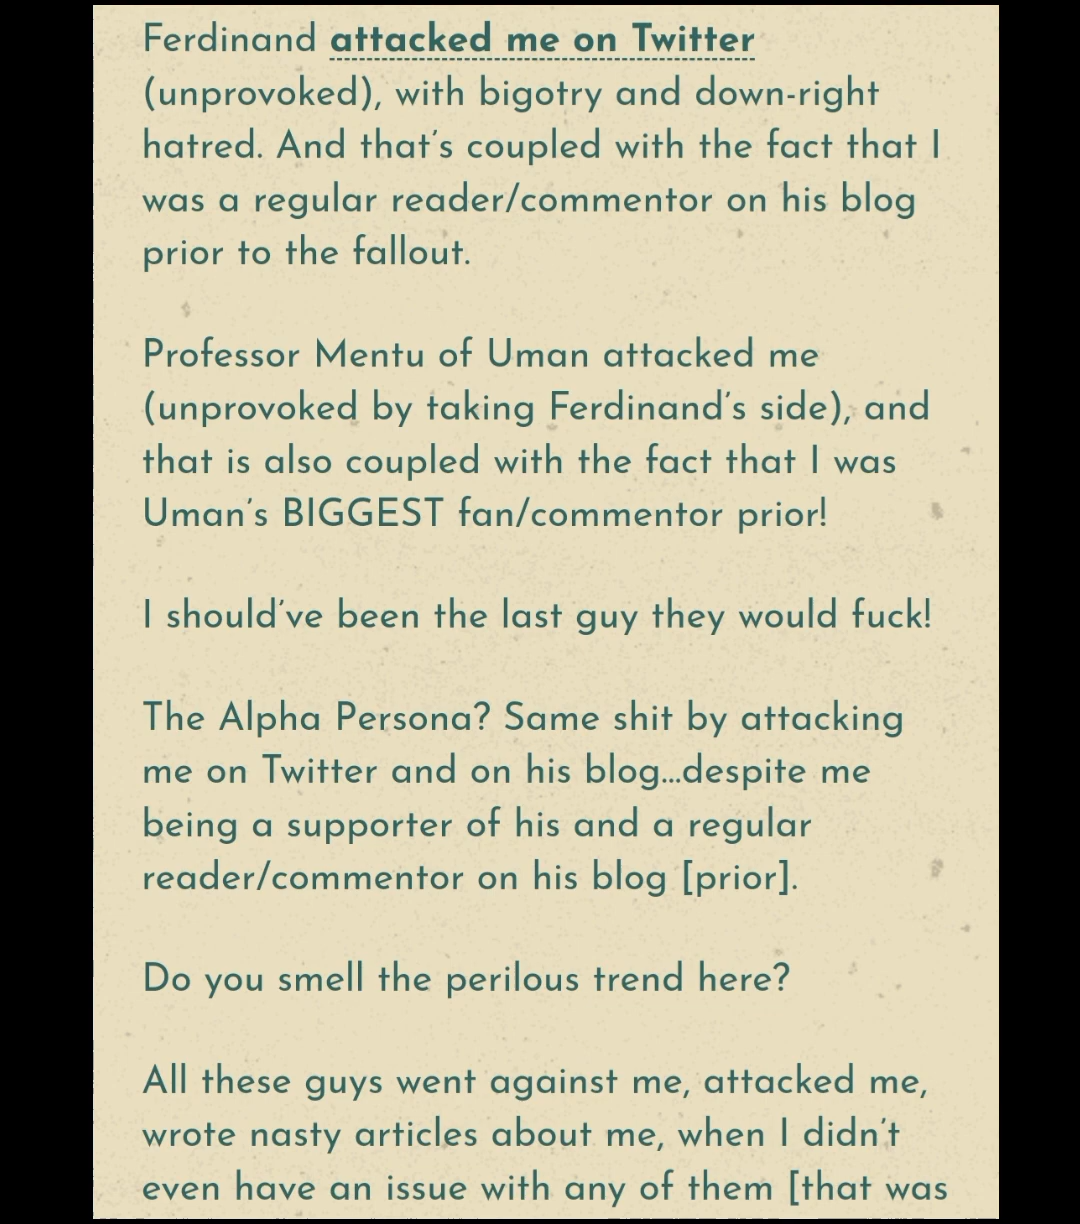 Ferdinand attacked me on Twitter
(unprovoked), with bigotry and down-right
hatred. And that's coupled with the fact that I
was a regular reader/commentor on his blog
prior to the fallout.
Professor Mentu of Uman attacked me
(unprovoked by taking Ferdinand's side), and
that is also coupled with the fact that I was
Uman's BIGGEST fan/commentor prior!
I should've been the last guy they would fuck!
The Alpha Persona? Same shit by attacking
me on Twitter and on his blog...despite me
being a supporter of his and a regular
reader/commentor on his blog [prior].
Do you smell the perilous trend here?
All these guys went against me, attacked me,
wrote nasty articles about me, when I didn't
even have an issue with any of them [that was